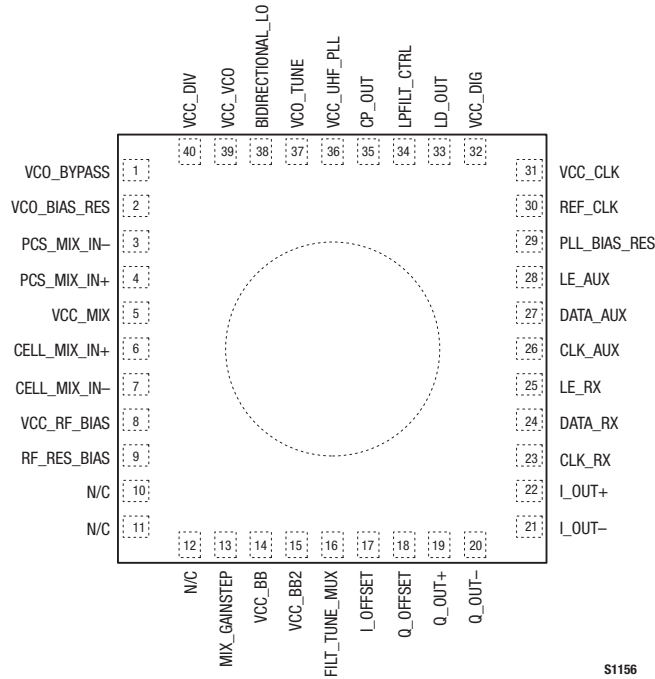 VCC_DIV
VCC_VCO
BIDIRECTIONAL_LO
VCO_TUNE
VCC_UHF_PLL
CP_OUT
LPFILT_CTRL
LD_OUT
VCC_DIG
40 39 38 37 36 35 34 33 32
VCO_BYPASS 1
VCO_BIAS_RES 2
PCS_MIX_IN– 3
PCS_MIX_IN+ 4
VCC_MIX 5
CELL_MIX_IN+ 6
CELL_MIX_IN– 7
VCC_RF_BIAS 8
RF_RES_BIAS 9
N/C 10
N/C 11
31 VCC_CLK
30 REF_CLK
29 PLL_BIAS_RES
28 LE_AUX
27 DATA_AUX
26 CLK_AUX
25 LE_RX
24 DATA_RX
23 CLK_RX
22 I_OUT+
21 I_OUT–
12 13 14 15 16 17 18 19 20
N/C
MIX_GAINSTEP
VCC_BB
VCC_BB2
FILT_TUNE_MUX
I_OFFSET
Q_OFFSET
Q_OUT+
Q_OUT–
S1156